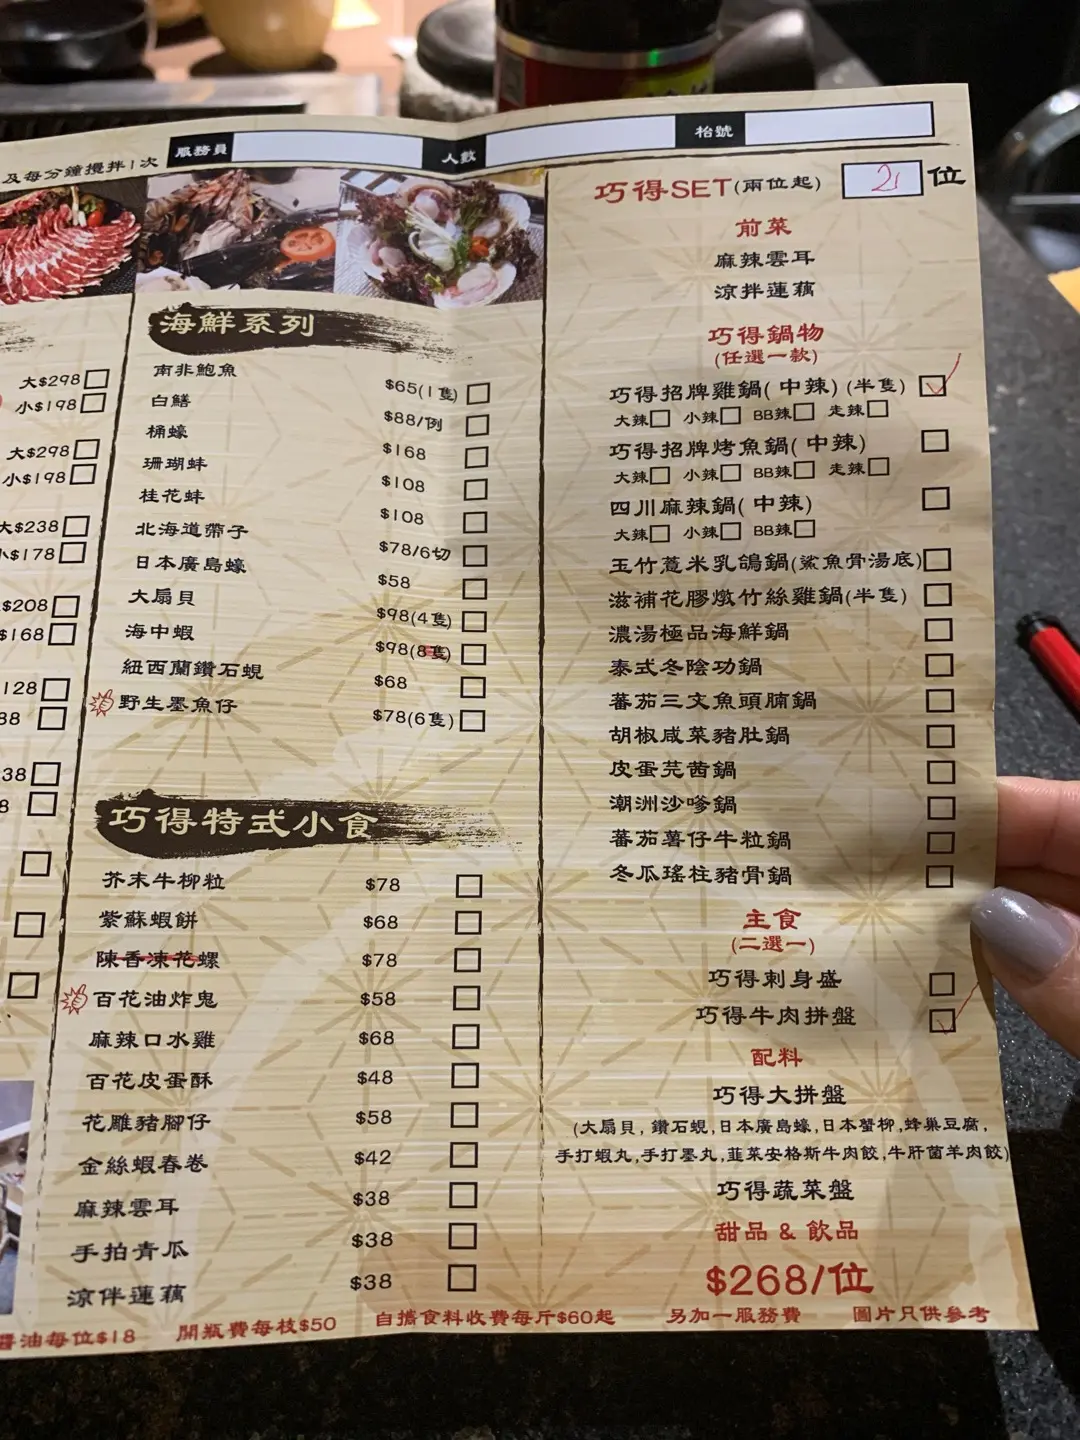 及每分鐘攪拌1次
服務員
人數
枱號
大$298
小$198
大$298
小$198
大$238
小$178
$208
$168
128
88
38
8
海鮮系列
南非鮑魚 $65(1隻)
白鱔 $88/例
桶蠔 $168
珊瑚蚌 $108
桂花蚌 $108
北海道帶子 $78/6切
日本廣島蠔 $58
大扇貝 $98(4隻)
海中蝦 $98(8隻)
紐西蘭鑽石蜆 $68
野生墨魚仔 $78(6隻)
巧得特式小食
芥末牛柳粒 $78
紫蘇蝦餅 $68
陳香凍花螺 $78
百花油炸鬼 $58
麻辣口水雞 $68
百花皮蛋酥 $48
花雕豬腳仔 $58
金絲蝦春卷 $42
麻辣雲耳 $38
手拍青瓜 $38
涼伴蓮藕 $38
巧得SET(兩位起) 2 位
前菜
麻辣雲耳
涼拌蓮藕
巧得鍋物
(任選一款)
巧得招牌雞鍋(中辣)(半隻)
大辣 小辣 BB辣 走辣
巧得招牌烤魚鍋(中辣)
大辣 小辣 BB辣 走辣
四川麻辣鍋(中辣)
大辣 小辣 BB辣
玉竹薏米乳鴿鍋(鯊魚骨湯底)
滋補花膠燉竹絲雞鍋(半隻)
濃湯極品海鮮鍋
泰式冬陰功鍋
蕃茄三文魚頭腩鍋
胡椒咸菜豬肚鍋
皮蛋芫茜鍋
潮洲沙嗲鍋
蕃茄薯仔牛粒鍋
冬瓜瑤柱豬骨鍋
主食
(二選一)
巧得刺身盛
巧得牛肉拼盤
配料
巧得大拼盤
(大扇貝,鑽石蜆,日本廣島蠔,日本蟹柳,蜂巢豆腐,
手打蝦丸,手打墨丸,韮菜安格斯牛肉餃,牛肝菌羊肉餃)
巧得蔬菜盤
甜品 & 飲品
$268/位
醬油每位$18 開瓶費每枝$50 自攜食料收費每斤$60起 另加一服務費 圖片只供參考